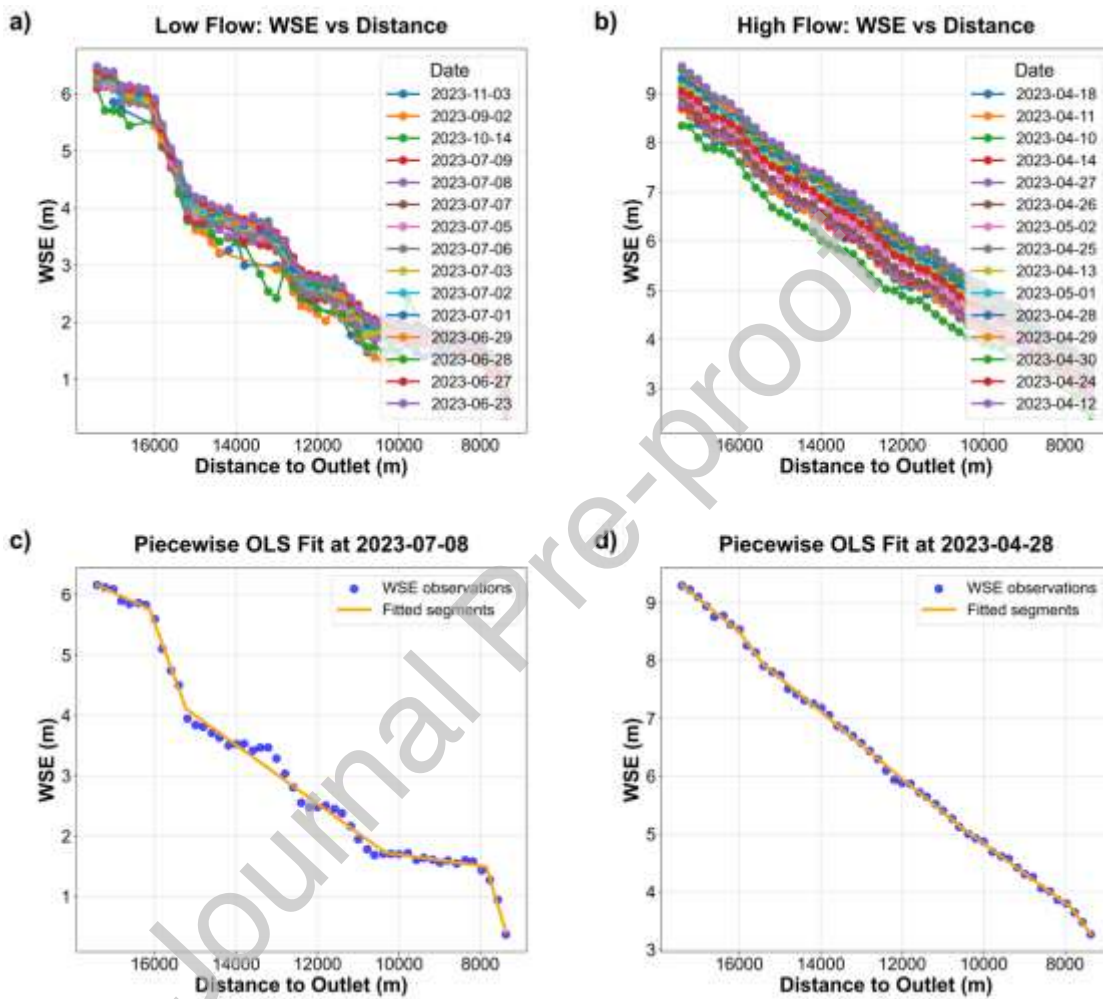 a) Low Flow: WSE vs Distance
WSE (m)
6
5
4
3
2
1
16000 14000 12000 10000 8000
Distance to Outlet (m)
Date
2023-11-03
2023-09-02
2023-10-14
2023-07-09
2023-07-08
2023-07-07
2023-07-05
2023-07-06
2023-07-03
2023-07-02
2023-07-01
2023-06-29
2023-06-28
2023-06-27
2023-06-23
b) High Flow: WSE vs Distance
WSE (m)
9
8
7
6
5
4
3
16000 14000 12000 10000 8000
Distance to Outlet (m)
Date
2023-04-18
2023-04-11
2023-04-10
2023-04-14
2023-04-27
2023-04-26
2023-05-02
2023-04-25
2023-04-13
2023-05-01
2023-04-28
2023-04-29
2023-04-30
2023-04-24
2023-04-12
c) Piecewise OLS Fit at 2023-07-08
WSE (m)
6
5
4
3
2
1
16000 14000 12000 10000 8000
Distance to Outlet (m)
WSE observations
Fitted segments
d) Piecewise OLS Fit at 2023-04-28
WSE (m)
9
8
7
6
5
4
3
16000 14000 12000 10000 8000
Distance to Outlet (m)
WSE observations
Fitted segments
Journal Pre-proof